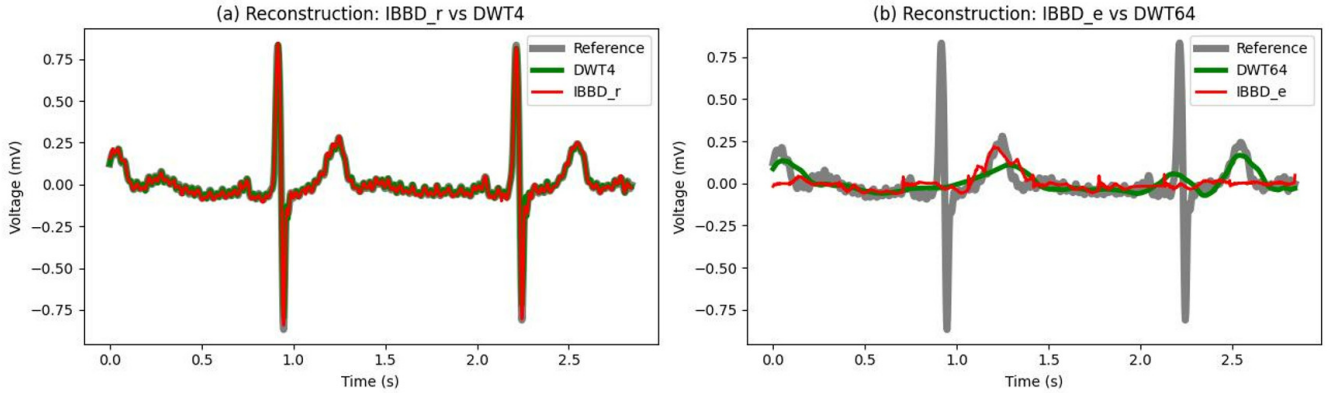 (a) Reconstruction: IBBD_r vs DWT4
Voltage (mV)
0.75
0.50
0.25
0.00
−0.25
−0.50
−0.75
Reference
DWT4
IBBD_r
0.0 0.5 1.0 1.5 2.0 2.5
Time (s)
(b) Reconstruction: IBBD_e vs DWT64
Voltage (mV)
0.75
0.50
0.25
0.00
−0.25
−0.50
−0.75
Reference
DWT64
IBBD_e
0.0 0.5 1.0 1.5 2.0 2.5
Time (s)